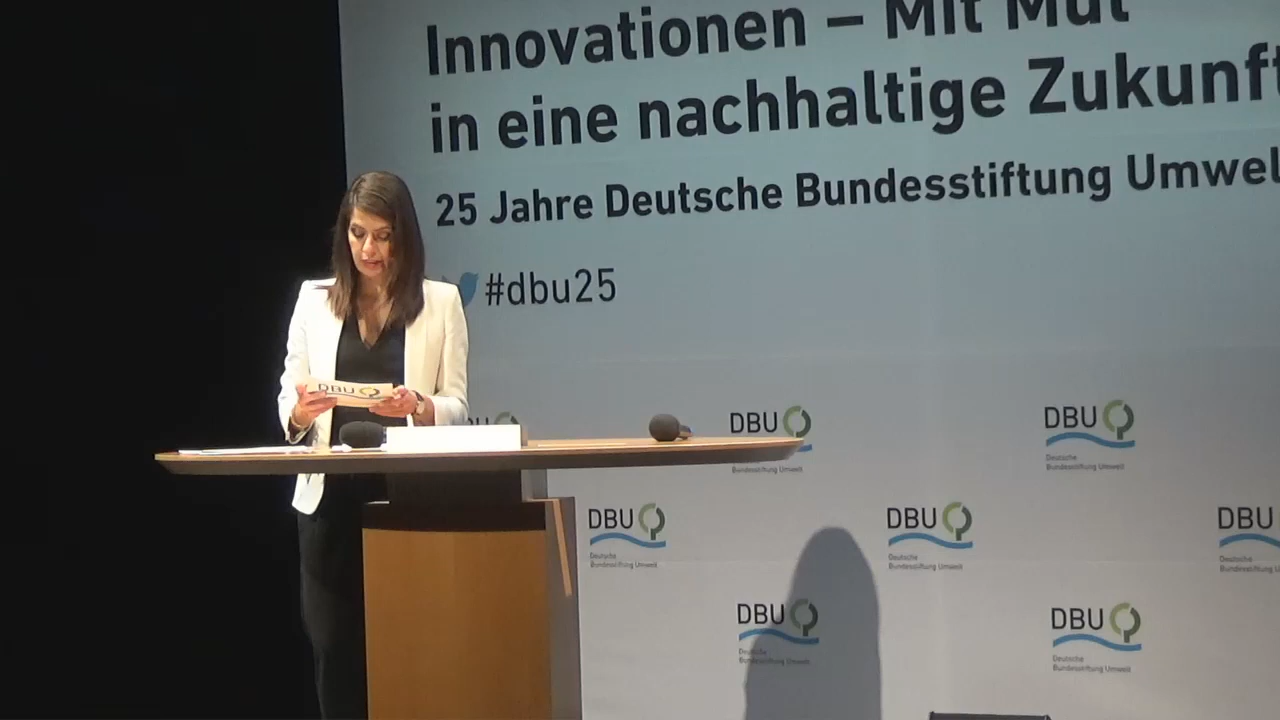 Innovationen – Mit Mut
in eine nachhaltige Zukunft
25 Jahre Deutsche Bundesstiftung Umwel
#dbu25
DBU
DBU
Bundesstiftung Umwelt
DBU
Deutsche
Bundesstiftung Umwelt
DBU
Deutsche
Bundesstiftung Umwelt
DBU
Deutsche
Bundesstiftung Umwelt
DBU
Deutsche
Bundesstiftung U
DBU
Deutsche
Bundesstiftung Umwelt
DBU
Deutsche
Bundesstiftung Umwelt